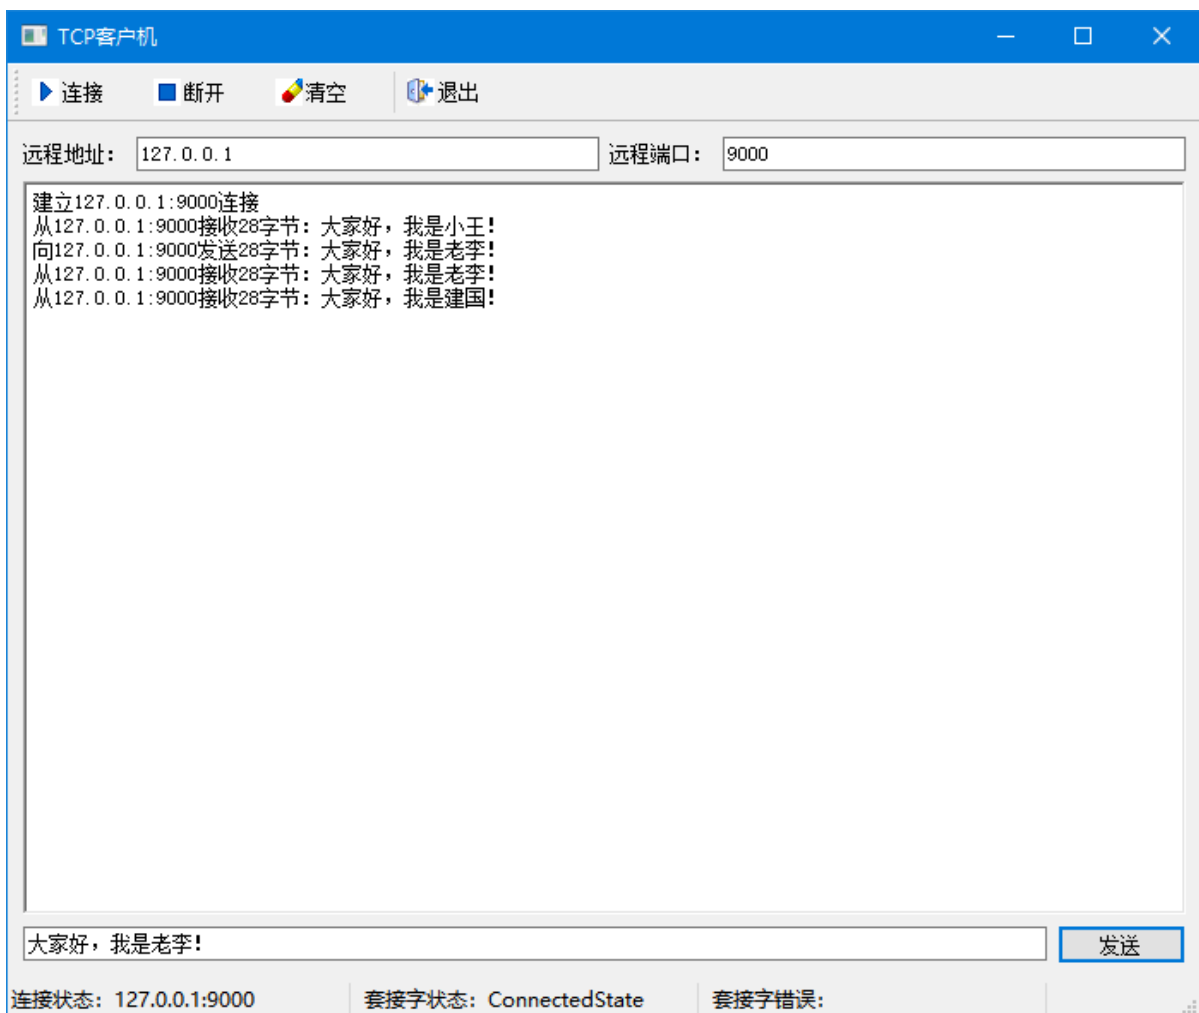 TCP客户机
连接 断开 清空 退出
远程地址： 127.0.0.1 远程端口： 9000
建立127.0.0.1:9000连接
从127.0.0.1:9000接收28字节：大家好，我是小王！
向127.0.0.1:9000发送28字节：大家好，我是老李！
从127.0.0.1:9000接收28字节：大家好，我是老李！
从127.0.0.1:9000接收28字节：大家好，我是建国！
大家好，我是老李！ 发送
连接状态：127.0.0.1:9000 套接字状态：ConnectedState 套接字错误：